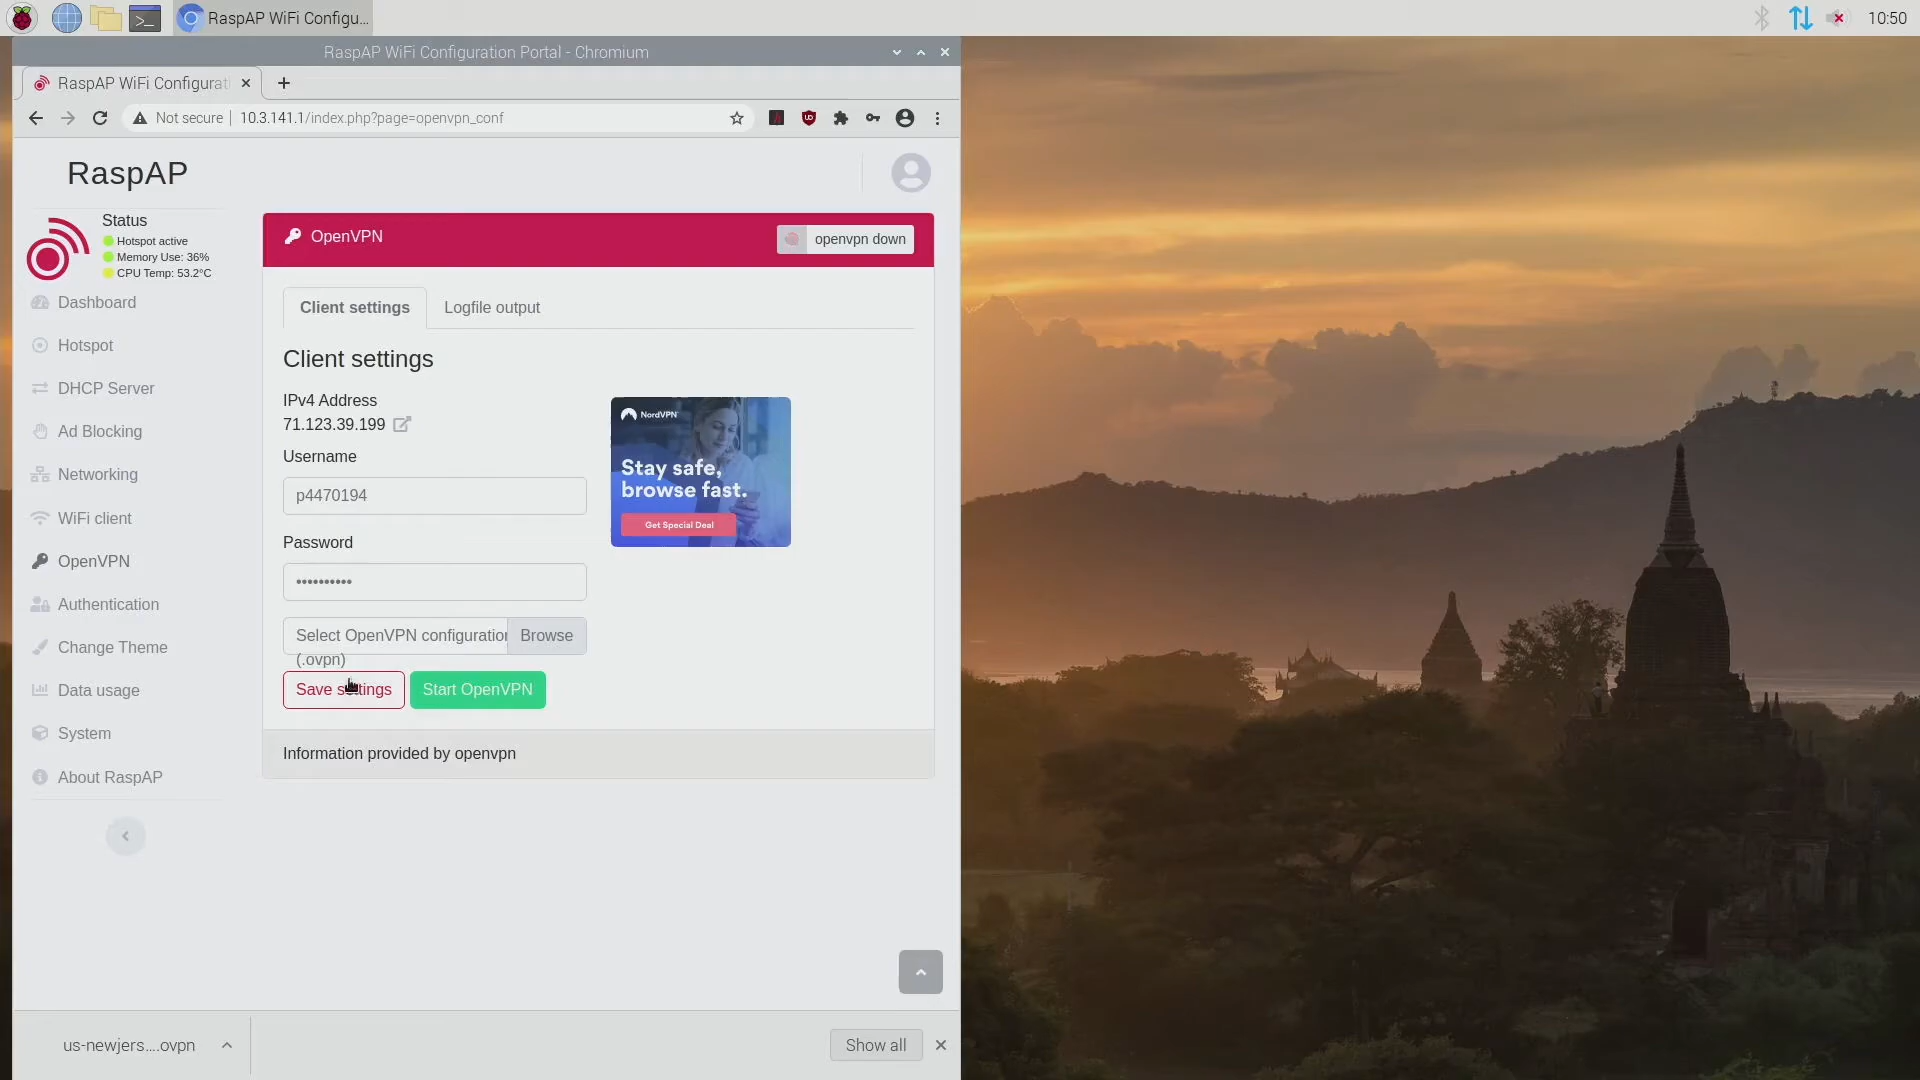 RaspAP WiFi Configu...
10:50
RaspAP WiFi Configuration Portal - Chromium
RaspAP WiFi Configurat
Not secure | 10.3.141.1/index.php?page=openvpn_conf
RaspAP
Status
Hotspot active
Memory Use: 36%
CPU Temp: 53.2°C
Dashboard
Hotspot
DHCP Server
Ad Blocking
Networking
WiFi client
OpenVPN
Authentication
Change Theme
Data usage
System
About RaspAP
OpenVPN
openvpn down
Client settings
Logfile output
Client settings
IPv4 Address
71.123.39.199
Username
p4470194
Password
••••••••••
Select OpenVPN configuration
Browse
(.ovpn)
Save settings
Start OpenVPN
NordVPN
Stay safe,
browse fast.
Get Special Deal
Information provided by openvpn
us-newjers....ovpn
Show all